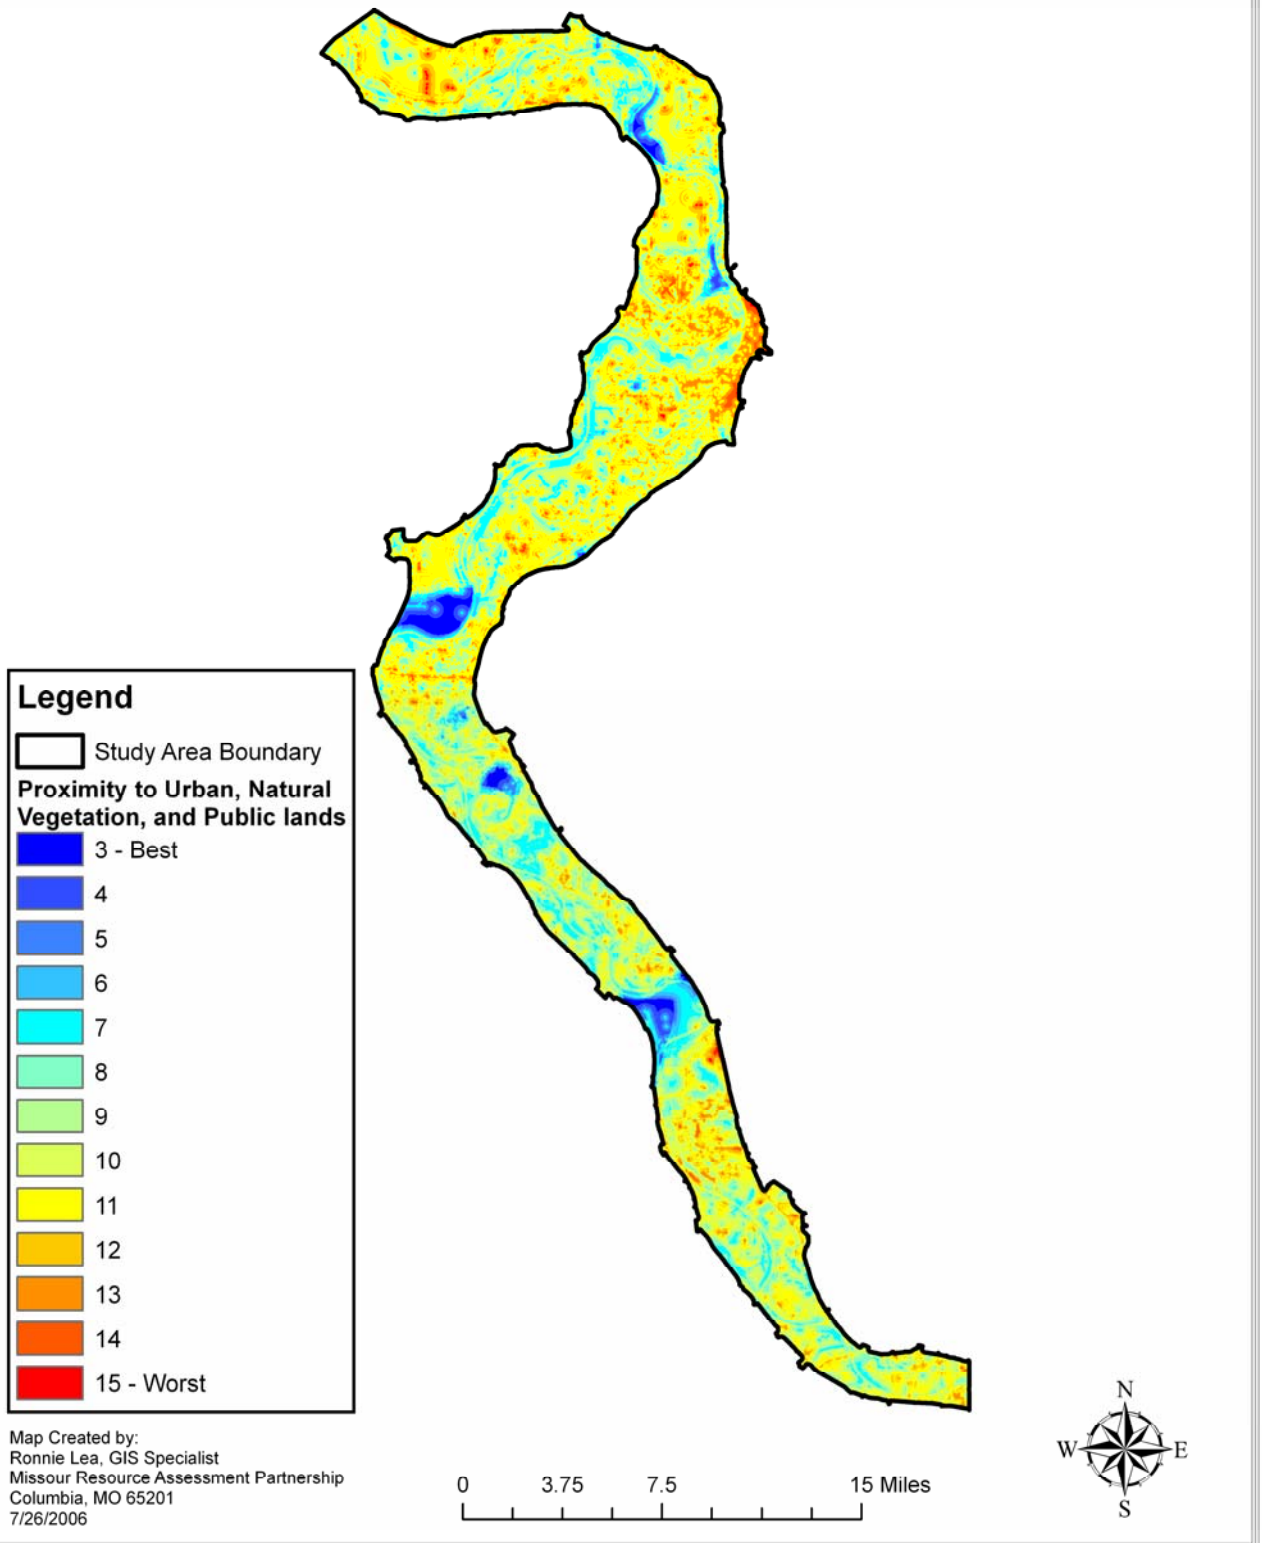 Legend
Study Area Boundary
Proximity to Urban, Natural
Vegetation, and Public lands
3 - Best
4
5
6
7
8
9
10
11
12
13
14
15 - Worst
Map Created by:
Ronnie Lea, GIS Specialist
Missour Resource Assessment Partnership
Columbia, MO 65201
7/26/2006
0 3.75 7.5 15 Miles
N
W E
S